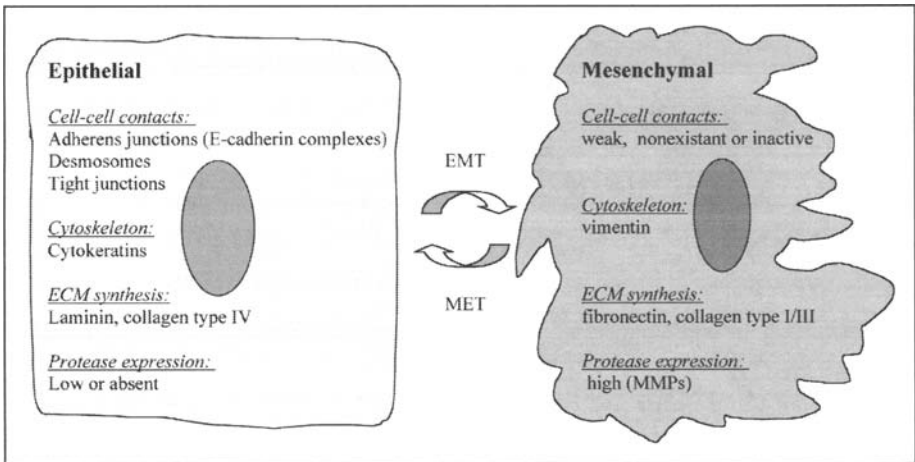 Epithelial
Cell-cell contacts:
Adherens junctions (E-cadherin complexes)
Desmosomes
Tight junctions
Cytoskeleton:
Cytokeratins
ECM synthesis:
Laminin, collagen type IV
Protease expression:
Low or absent
EMT
MET
Mesenchymal
Cell-cell contacts:
weak, nonexistant or inactive
Cytoskeleton:
vimentin
ECM synthesis:
fibronectin, collagen type I/III
Protease expression:
high (MMPs)